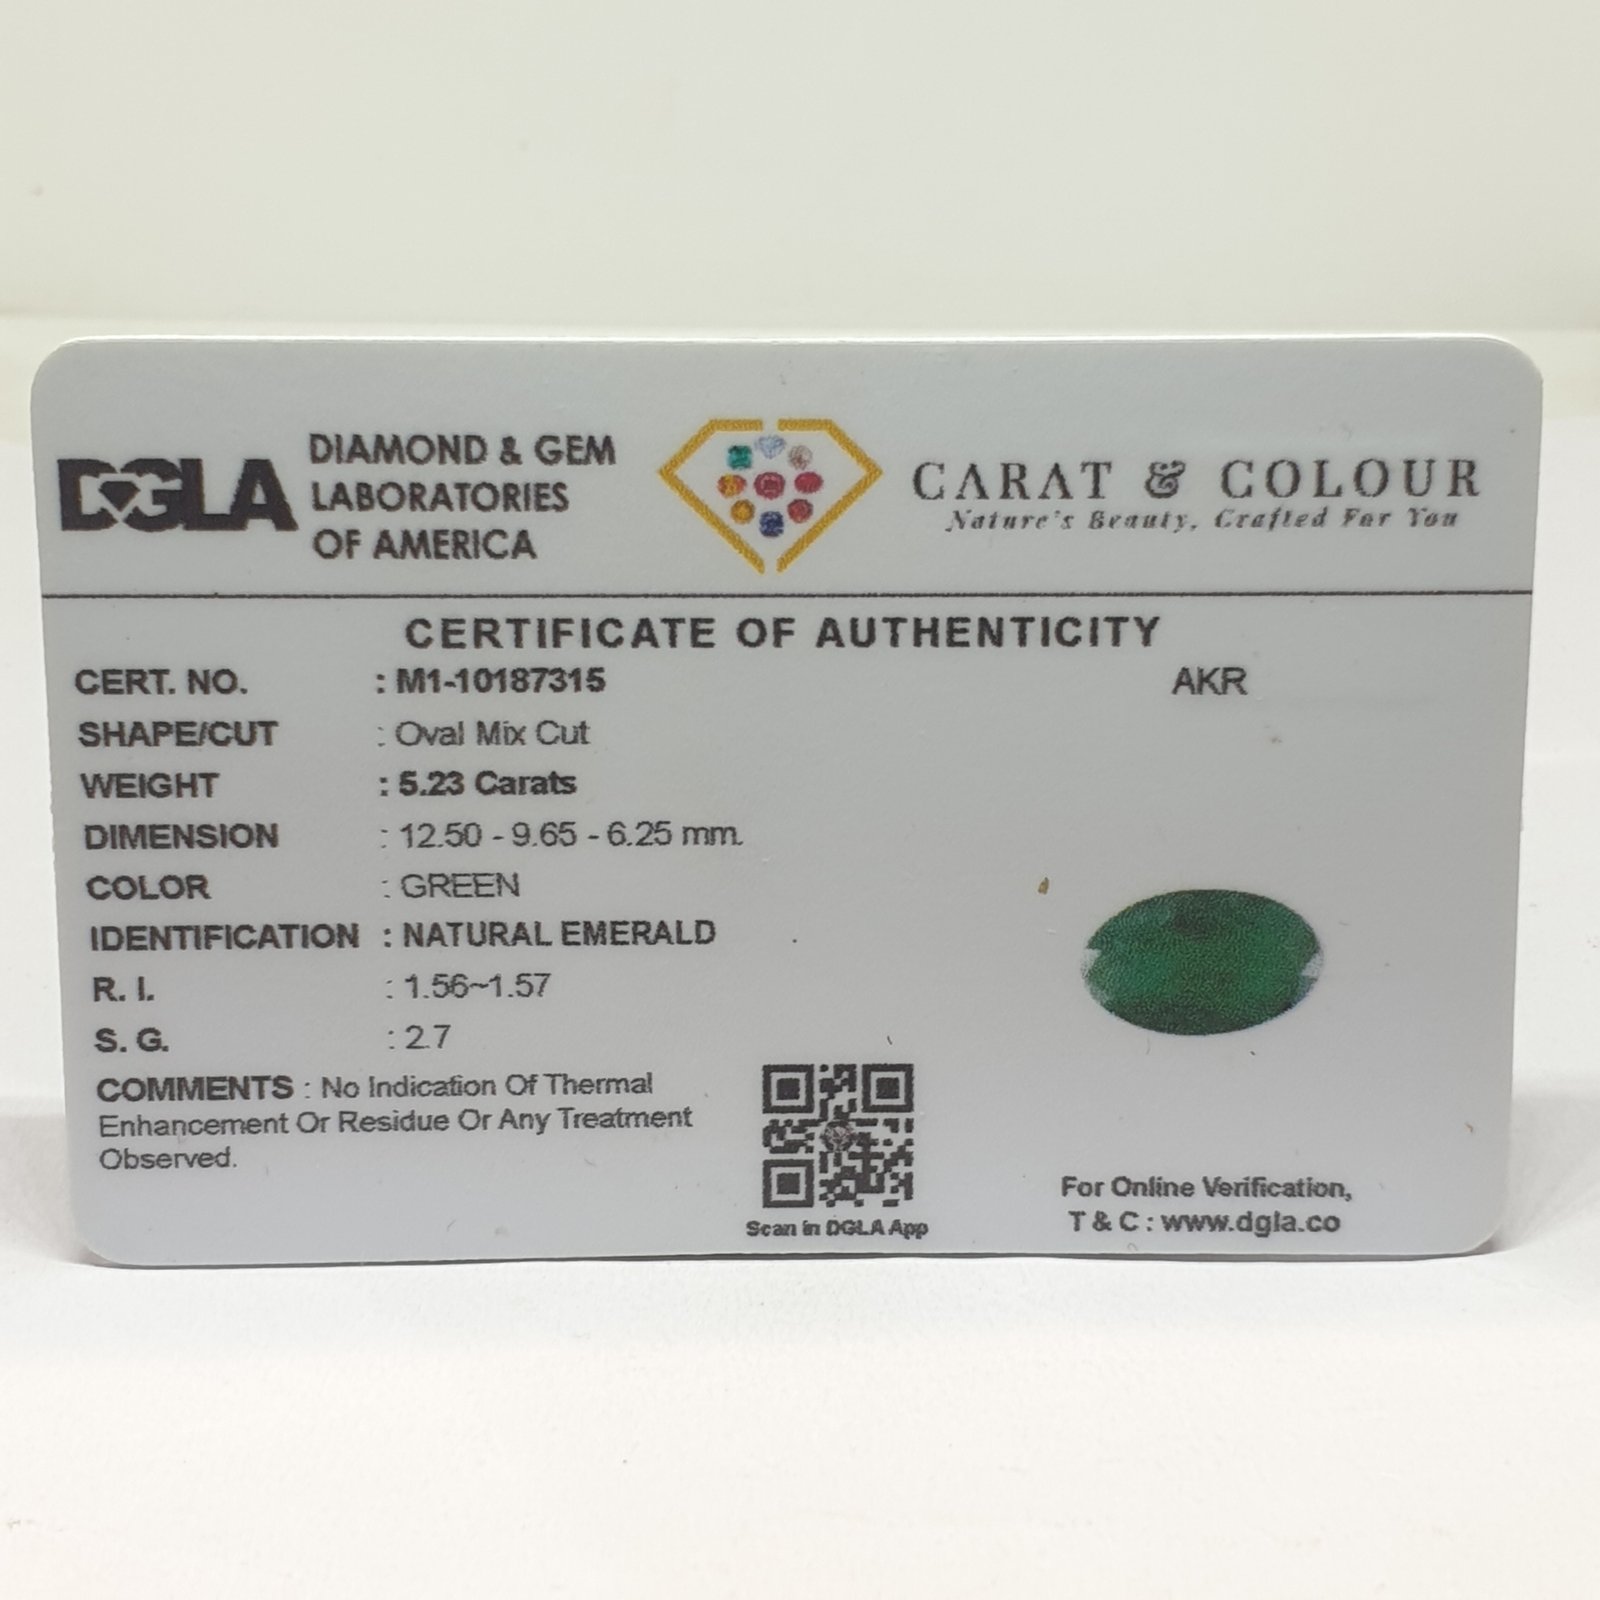 DGLA
DIAMOND & GEM
LABORATORIES
OF AMERICA
CARAT & COLOUR
Nature's Beauty, Crafted For You
CERTIFICATE OF AUTHENTICITY
CERT. NO. : M1-10187315
AKR
SHAPE/CUT : Oval Mix Cut
WEIGHT : 5.23 Carats
DIMENSION : 12.50 - 9.65 - 6.25 mm.
COLOR : GREEN
IDENTIFICATION : NATURAL EMERALD
R. I. : 1.56~1.57
S. G. : 2.7
COMMENTS : No Indication Of Thermal
Enhancement Or Residue Or Any Treatment
Observed.
Scan in DGLA App
For Online Verification,
T & C : www.dgla.co